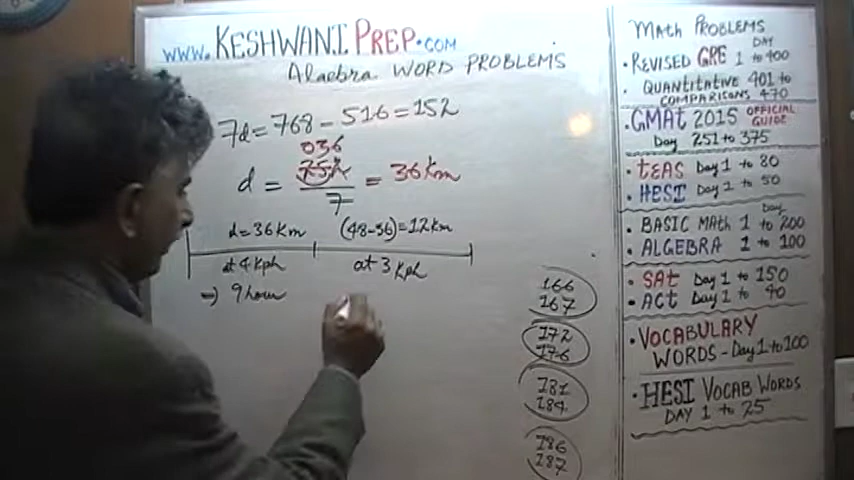 www.KESHWANI PREP.COM
Algebra WORD PROBLEMS
7d = 768 - 516 = 152
036
d = 252/7 = 36 Km
d = 36 Km (48-36) = 12 Km
at 4 Kph at 3 Kph
⇒ 9 hour
166
167
172
176
181
184
186
187
MATH PROBLEMS
DAY
• REVISED GRE 1 to 400
• QUANTITATIVE 401 to
COMPARISONS 470
• GMAt 2015 OFFICIAL GUIDE
Day 251 to 375
• tEAS Day 1 to 80
• HESI Day 1 to 50
Day
• BASIC MAth 1 to 200
• ALGEBRA 1 to 100
• SAt Day 1 to 150
• ACt Day 1 to 40
• VOCABULARY
WORDS - Day 1 to 100
• HESI VOCAB WORDS
DAY 1 to 25